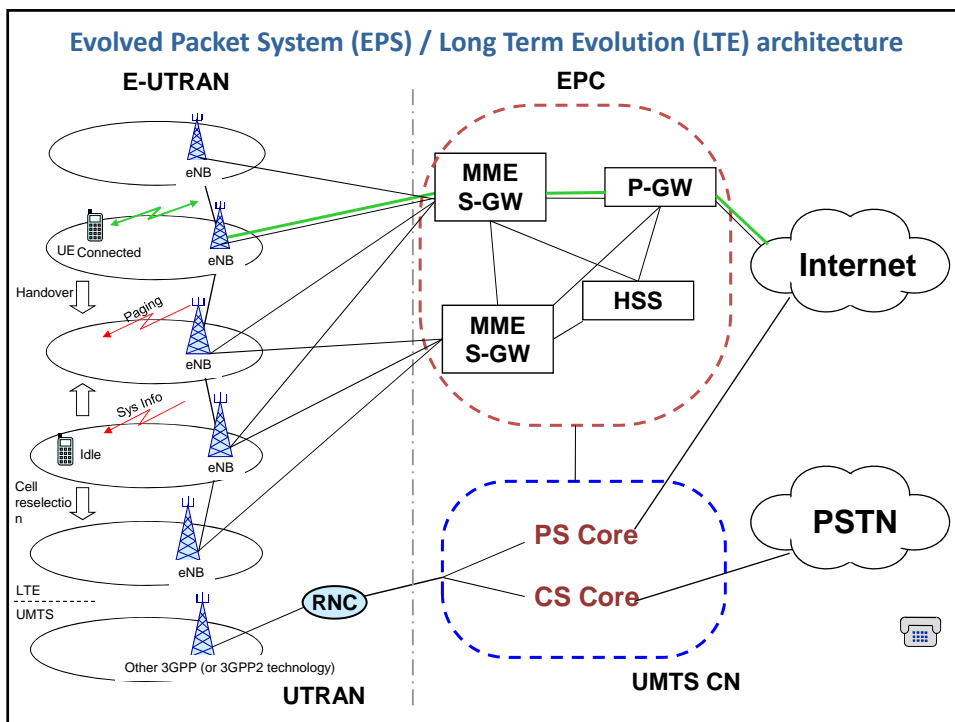 Evolved Packet System (EPS) / Long Term Evolution (LTE) architecture
E-UTRAN
EPC
eNB
MME
S-GW
P-GW
UE Connected
eNB
Internet
Handover
Paging
HSS
MME
S-GW
eNB
Sys Info
Idle
eNB
Cell
reselectio
n
PSTN
PS Core
eNB
LTE
UMTS
RNC
CS Core
Other 3GPP (or 3GPP2 technology)
UTRAN
UMTS CN